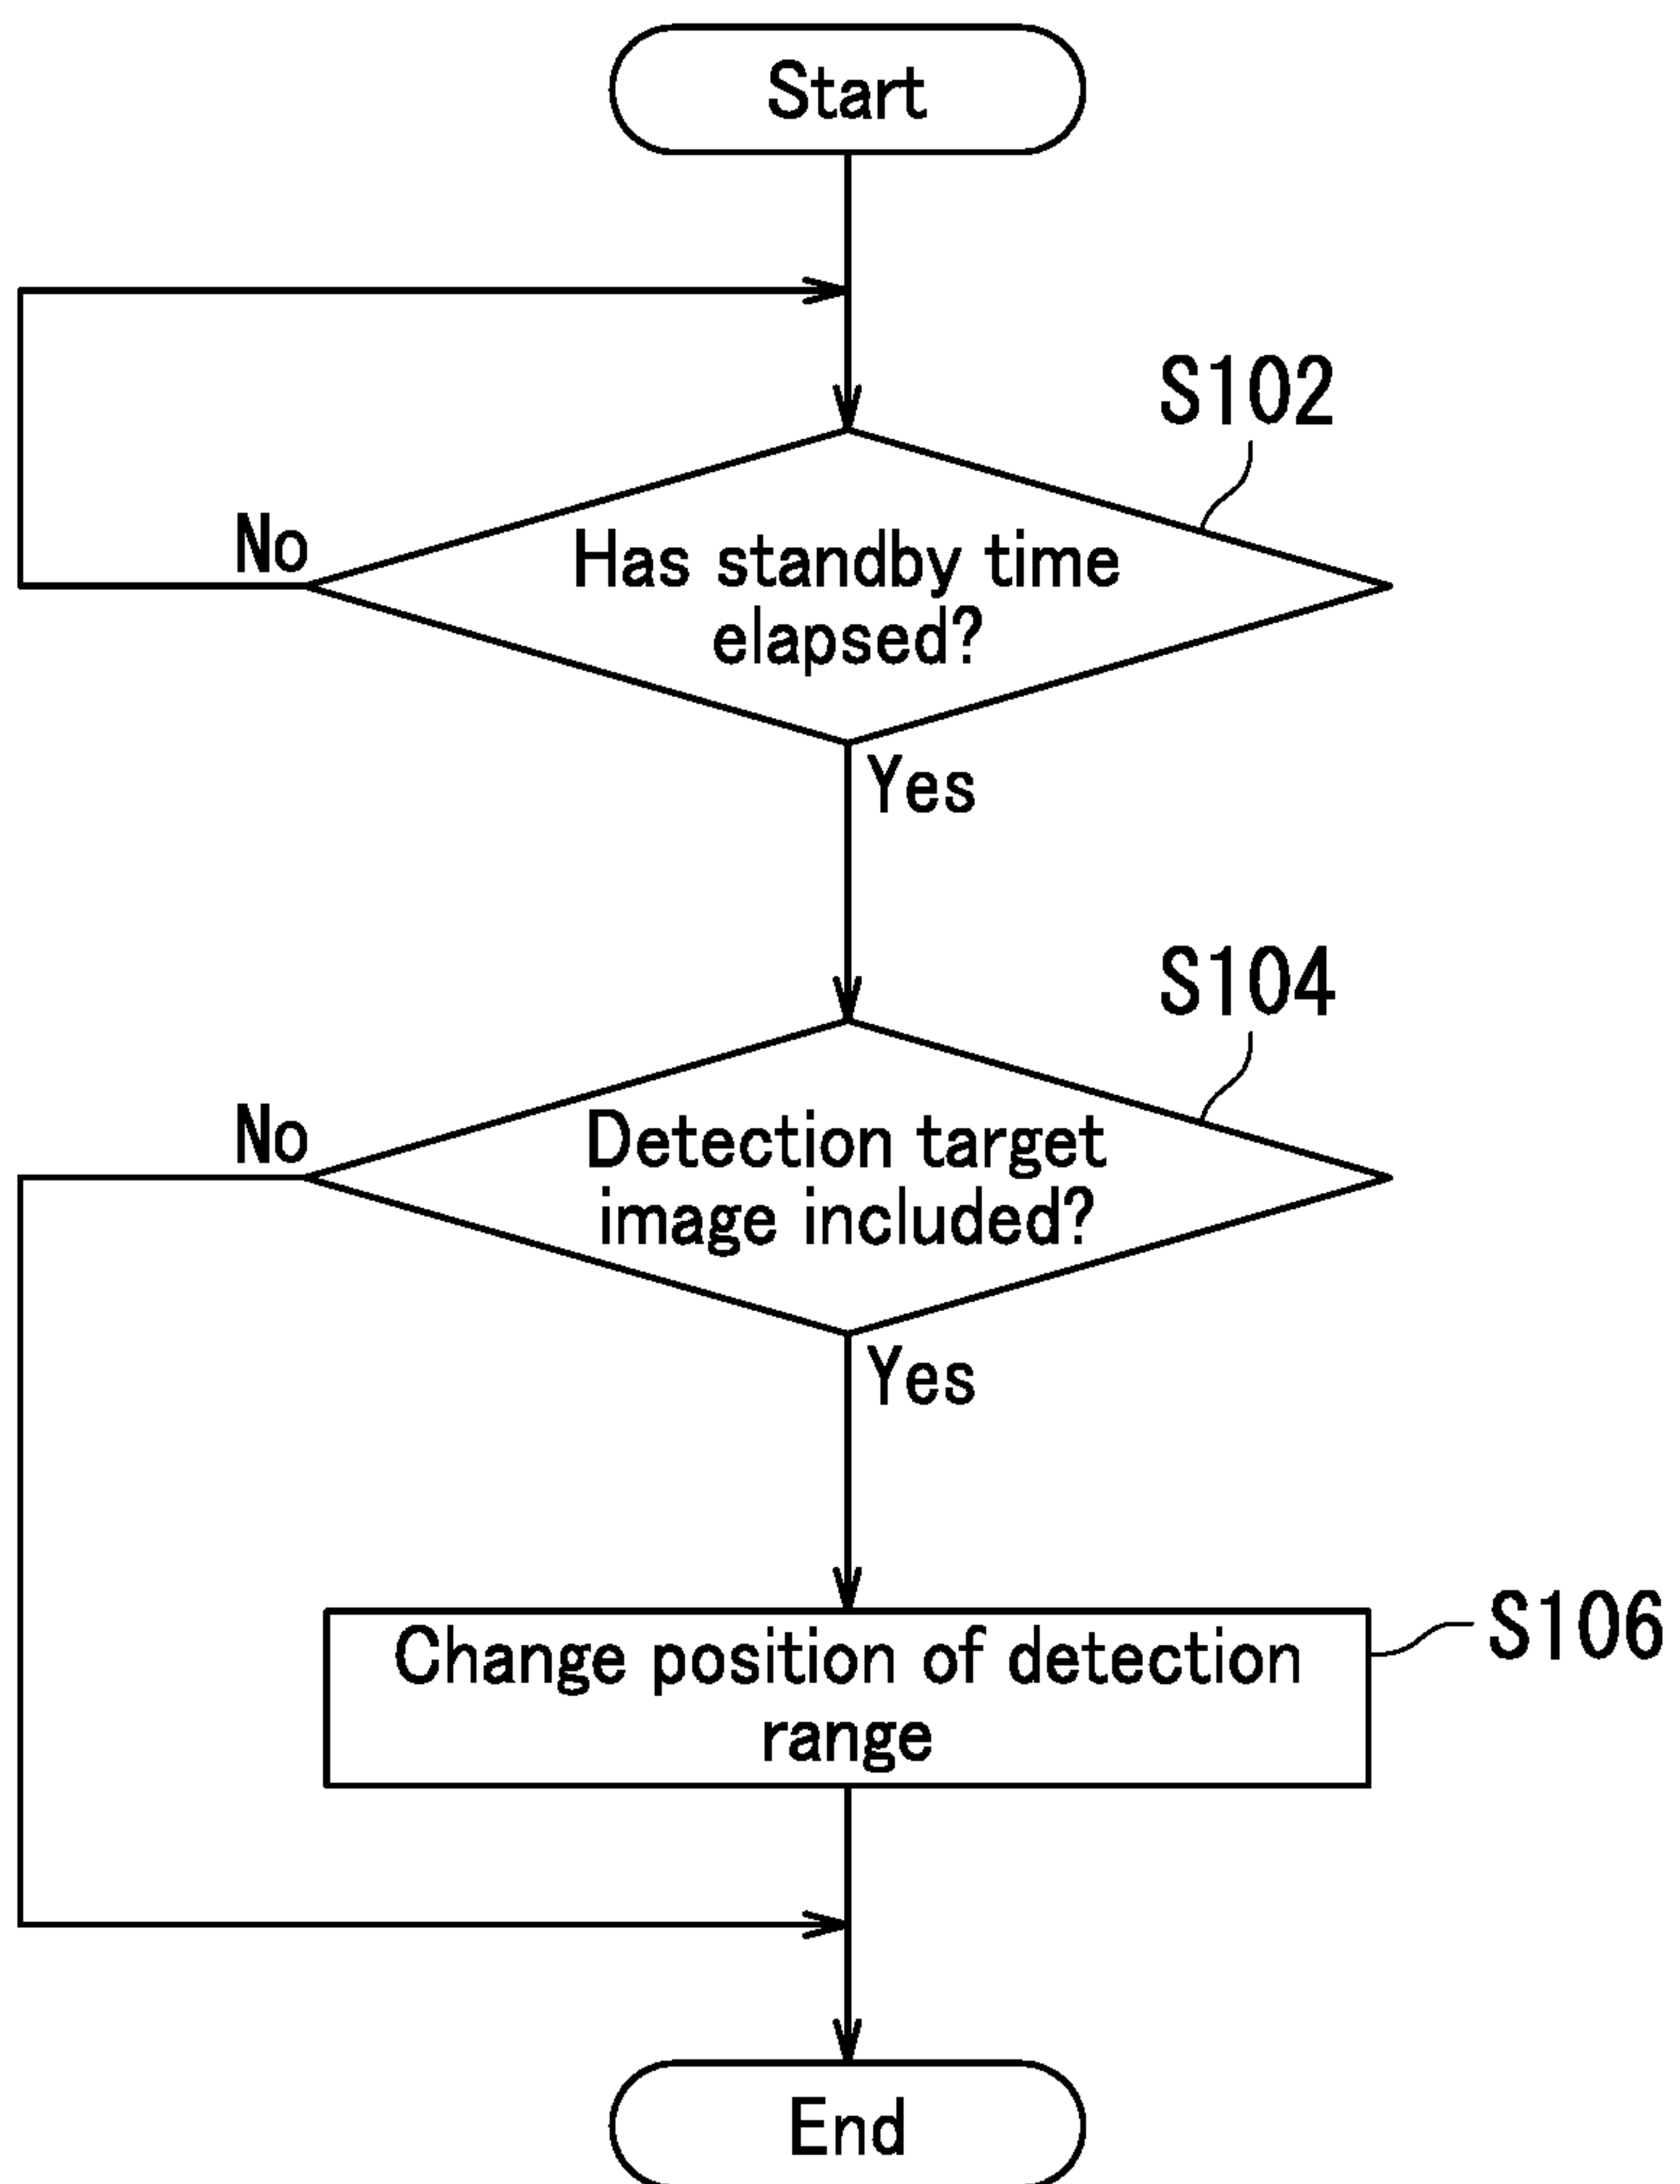 Start
S102
No
Has standby time
elapsed?
Yes
S104
No
Detection target
image included?
Yes
S106
Change position of detection
range
End